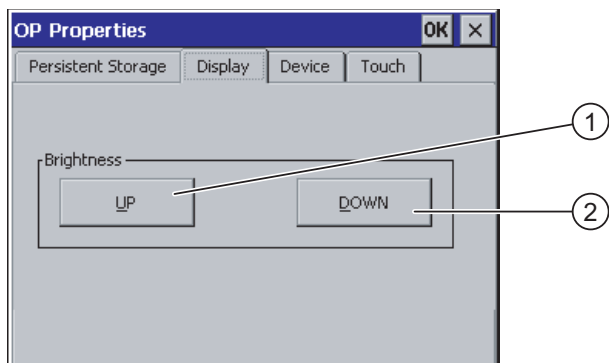 OP Properties OK ×
Persistent Storage Display Device Touch
1
Brightness
UP DOWN
2